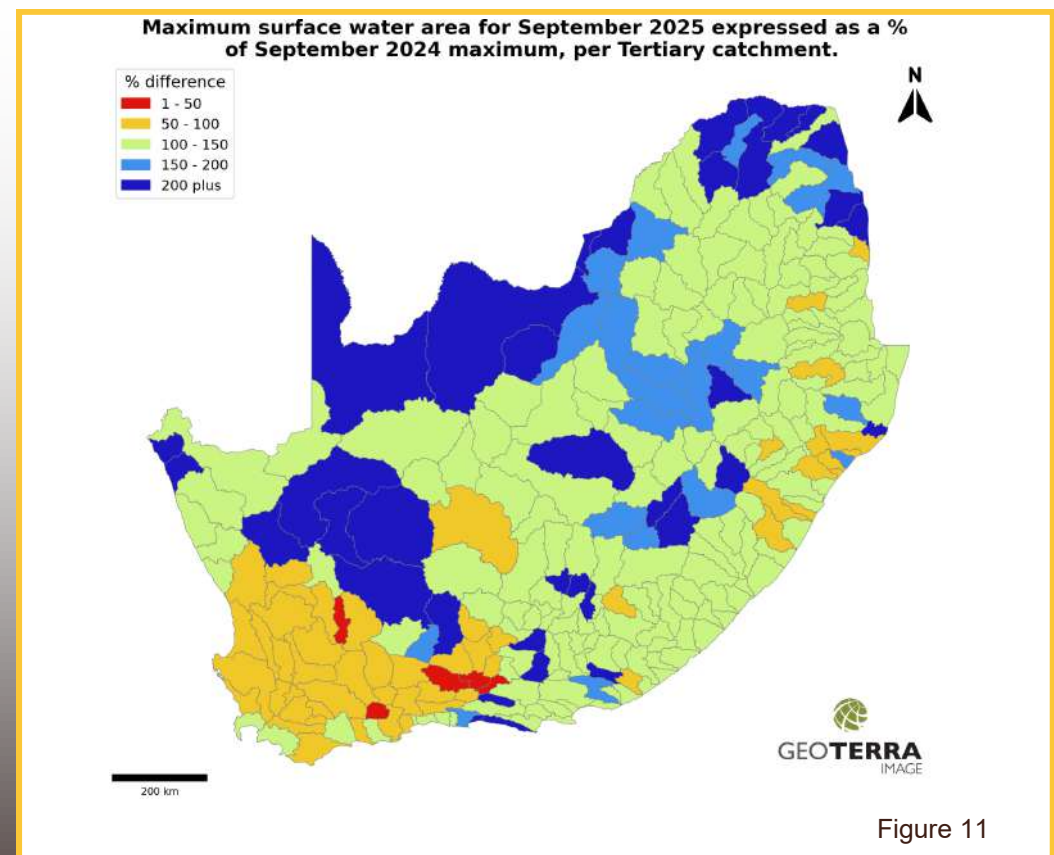 Maximum surface water area for September 2025 expressed as a %
of September 2024 maximum, per Tertiary catchment.
% difference
1 - 50
50 - 100
100 - 150
150 - 200
200 plus
N
200 km
GEOTERRA
IMAGE
Figure 11